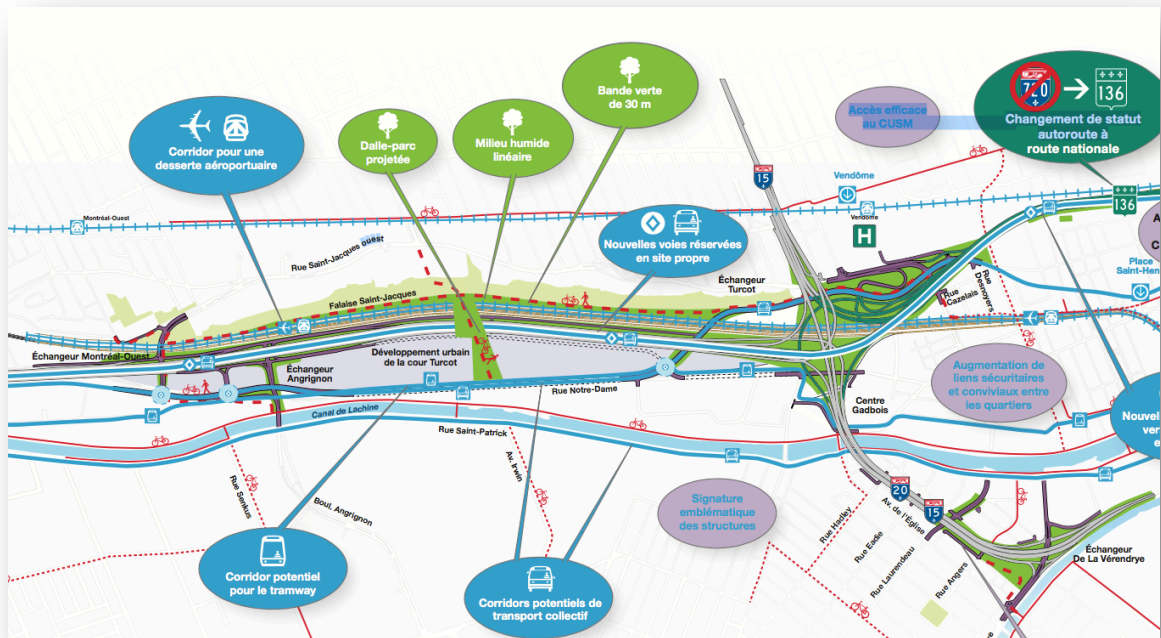 Bande verte
de 30 m
720
136
Changement de statut
autoroute à
route nationale
Accès efficace
au CUSM
Corridor pour une
desserte aéroportuaire
Dalle-parc
projetée
Milieu humide
linéaire
15
Vendôme
136
Montréal-Ouest
Vendôme
H
Nouvelles voies réservées
en site propre
Rue Saint-Jacques ouest
Place
Saint-Hen
A
C
Échangeur
Turcot
Rue Desnoyers
Rue
Cazelais
Falaise Saint-Jacques
Échangeur Montréal-Ouest
Échangeur
Angrignon
Développement urbain
de la cour Turcot
Rue Notre-Dame
Augmentation de
liens sécuritaires
et conviviaux entre
les quartiers
Centre
Gadbois
Canal de Lachine
Rue Saint-Patrick
Nouvel
ver
e
Av. Irwin
Rue Senkus
Boul. Angrignon
Signature
emblématique
des structures
20
15
Av. de l'Église
Rue Hadley
Rue Eadie
Rue Laurendeau
Rue Angers
Échangeur
De La Vérendrye
Corridor potentiel
pour le tramway
Corridors potentiels de
transport collectif